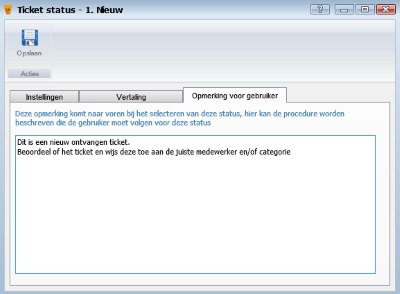 Ticket status - 1. Nieuw
Opslaan
Acties
Instellingen
Vertaling
Opmerking voor gebruiker
Deze opmerking komt naar voren bij het selecteren van deze status, hier kan de procedure worden
beschreven die de gebruiker moet volgen voor deze status
Dit is een nieuw ontvangen ticket.
Beoordeel of het ticket en wijs deze toe aan de juiste medewerker en/of categorie